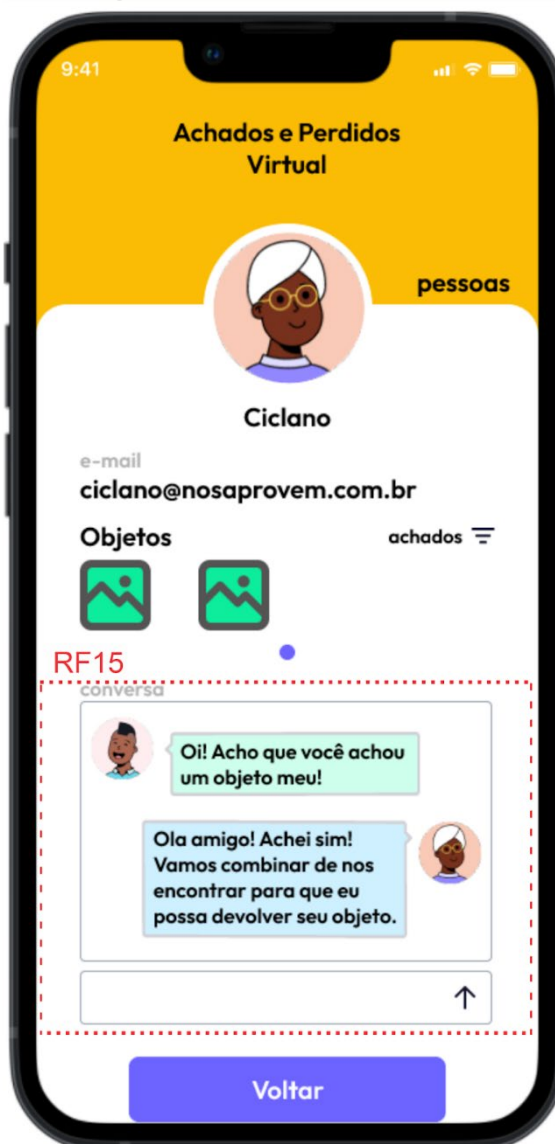 9:41
Achados e Perdidos
Virtual
pessoas
Ciclano
e-mail
ciclano@nosaprovem.com.br
Objetos
achados
RF15
conversa
Oi! Acho que você achou
um objeto meu!
Ola amigo! Achei sim!
Vamos combinar de nos
encontrar para que eu
possa devolver seu objeto.
Voltar